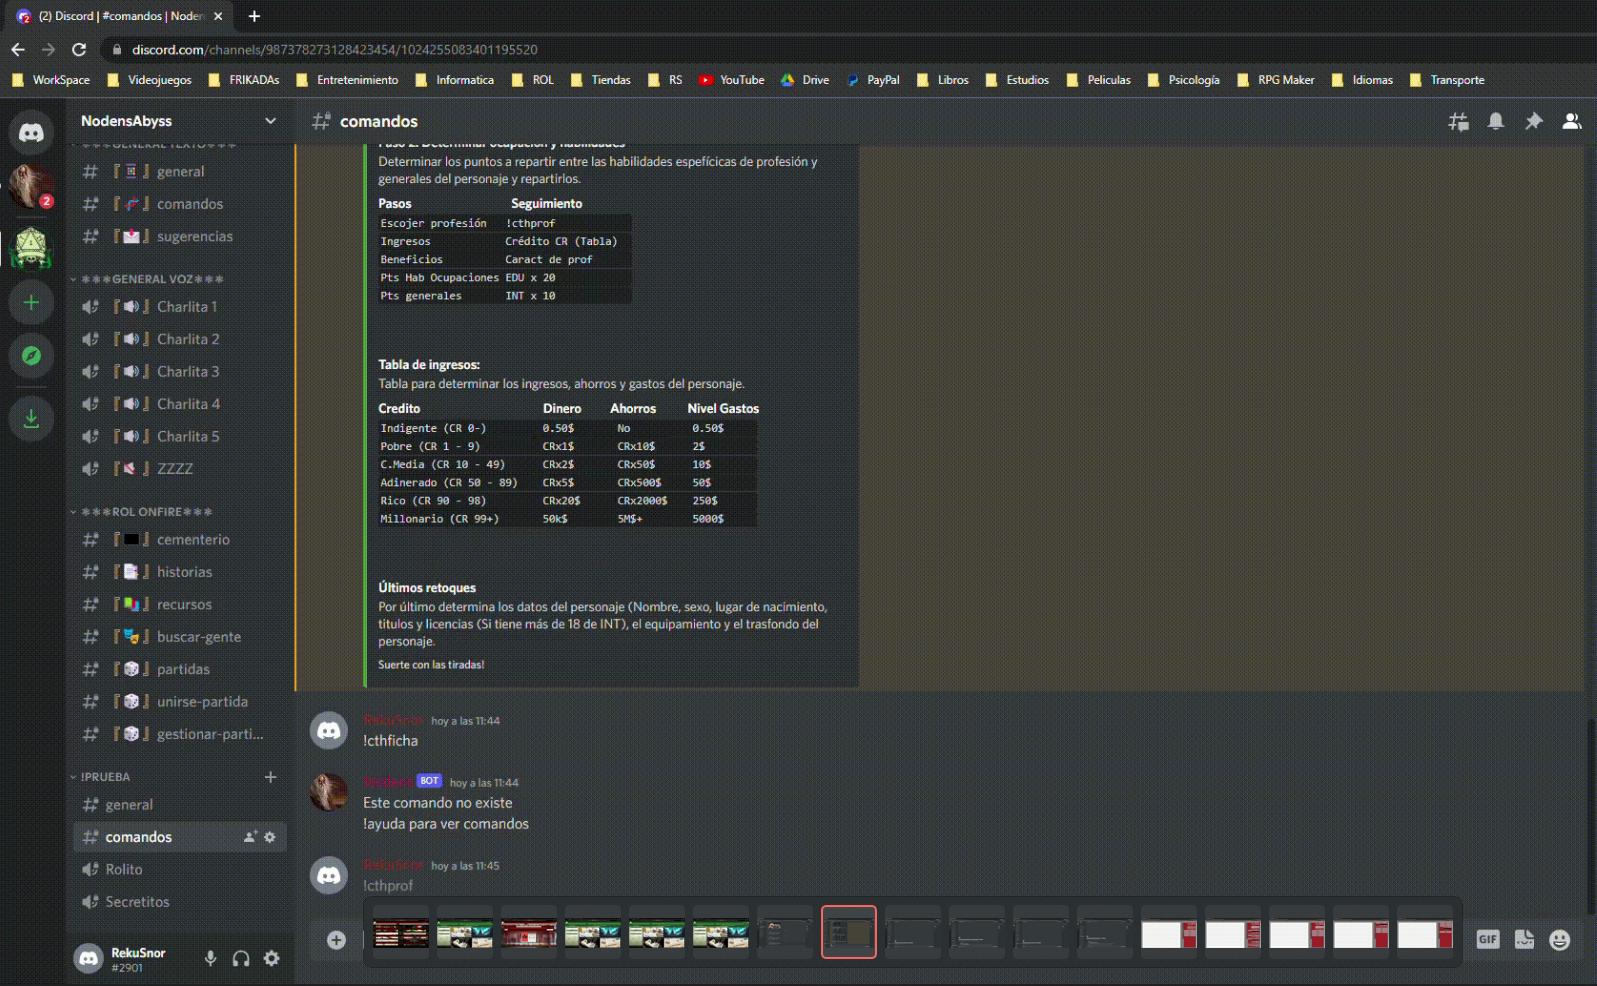 (2) Discord | #comandos | Noden
discord.com/channels/987378273128423454/1024255083401195520
WorkSpace
Videojuegos
FRIKADAs
Entretenimiento
Informatica
ROL
Tiendas
RS
YouTube
Drive
PayPal
Libros
Estudios
Peliculas
Psicología
RPG Maker
Idiomas
Transporte
NodensAbyss
***GENERAL TEXTO***
『 』 general
『 』 comandos
『 』 sugerencias
***GENERAL VOZ***
『 』 Charlita 1
『 』 Charlita 2
『 』 Charlita 3
『 』 Charlita 4
『 』 Charlita 5
『 』 ZZZZ
***ROL ONFIRE***
『 』 cementerio
『 』 historias
『 』 recursos
『 』 buscar-gente
『 』 partidas
『 』 unirse-partida
『 』 gestionar-parti...
!PRUEBA
general
comandos
Rolito
Secretitos
RekuSnor
#2901
2
comandos
Paso 2: Determinar ocupación y habilidades
Determinar los puntos a repartir entre las habilidades espefícicas de profesión y
generales del personaje y repartirlos.
Pasos Seguimiento
Escojer profesión !cthprof
Ingresos Crédito CR (Tabla)
Beneficios Caract de prof
Pts Hab Ocupaciones EDU x 20
Pts generales INT x 10
Tabla de ingresos:
Tabla para determinar los ingresos, ahorros y gastos del personaje.
Credito Dinero Ahorros Nivel Gastos
Indigente (CR 0-) 0.50$ No 0.50$
Pobre (CR 1 - 9) CRx1$ CRx10$ 2$
C.Media (CR 10 - 49) CRx2$ CRx50$ 10$
Adinerado (CR 50 - 89) CRx5$ CRx500$ 50$
Rico (CR 90 - 98) CRx20$ CRx2000$ 250$
Millonario (CR 99+) 50k$ 5M$+ 5000$
Últimos retoques
Por último determina los datos del personaje (Nombre, sexo, lugar de nacimiento,
titulos y licencias (Si tiene más de 18 de INT), el equipamiento y el trasfondo del
personaje.
Suerte con las tiradas!
RekuSnor hoy a las 11:44
!cthficha
Nodens BOT hoy a las 11:44
Este comando no existe
!ayuda para ver comandos
RekuSnor hoy a las 11:45
!cthprof
GIF